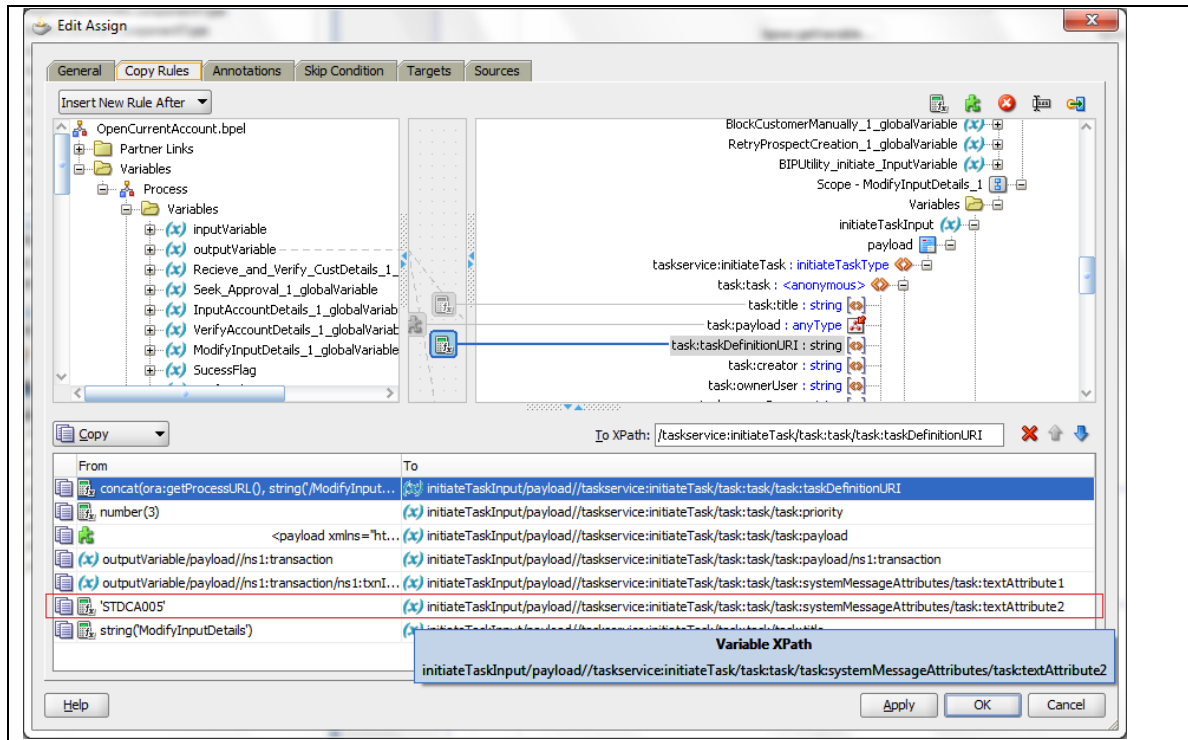 Edit Assign
General
Copy Rules
Annotations
Skip Condition
Targets
Sources
Insert New Rule After
OpenCurrentAccount.bpel
Partner Links
Variables
Process
Variables
(x) inputVariable
(x) outputVariable
(x) Recieve_and_Verify_CustDetails_1_
(x) Seek_Approval_1_globalVariable
(x) InputAccountDetails_1_globalVariab
(x) VerifyAccountDetails_1_globalVariab
(x) ModifyInputDetails_1_globalVariable
(x) SucessFlag
BlockCustomerManually_1_globalVariable (x)
RetryProspectCreation_1_globalVariable (x)
BIPUtility_initiate_InputVariable (x)
Scope - ModifyInputDetails_1
Variables
initiateTaskInput (x)
payload
taskservice:initiateTask : initiateTaskType
task:task : <anonymous>
task:title : string
task:payload : anyType
task:taskDefinitionURI : string
task:creator : string
task:ownerUser : string
Copy
To XPath: /taskservice:initiateTask/task:task/task:taskDefinitionURI
From To
concat(ora:getProcessURL(), string('/ModifyInput... (x) initiateTaskInput/payload//taskservice:initiateTask/task:task/task:taskDefinitionURI
number(3) (x) initiateTaskInput/payload//taskservice:initiateTask/task:task/task:priority
<payload xmlns="ht... (x) initiateTaskInput/payload//taskservice:initiateTask/task:task/task:payload
(x) outputVariable/payload//ns1:transaction (x) initiateTaskInput/payload//taskservice:initiateTask/task:task/task:payload/ns1:transaction
(x) outputVariable/payload//ns1:transaction/ns1:txnI... (x) initiateTaskInput/payload//taskservice:initiateTask/task:task/task:systemMessageAttributes/task:textAttribute1
'STDCA005' (x) initiateTaskInput/payload//taskservice:initiateTask/task:task/task:systemMessageAttributes/task:textAttribute2
string('ModifyInputDetails') (x) initiateTaskInput/payload//taskservice:initiateTask/task:task/task:title
Variable XPath
initiateTaskInput/payload//taskservice:initiateTask/task:task/task:systemMessageAttributes/task:textAttribute2
Help
Apply
OK
Cancel